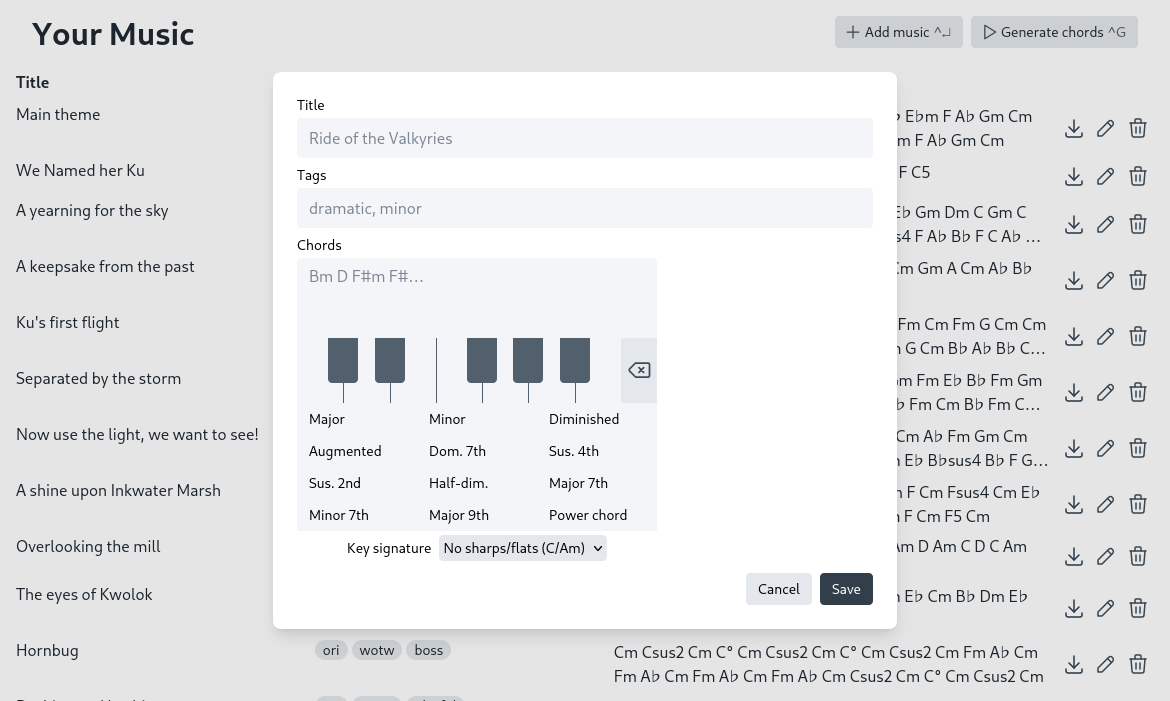 Your Music
Add music ^↵
Generate chords ^G
Title
Main theme
E♭m F A♭ Gm Cm
m F A♭ Gm Cm
We Named her Ku
F C5
A yearning for the sky
E♭ Gm Dm C Gm C
s4 F A♭ B♭ F C A♭ …
A keepsake from the past
Cm Gm A Cm A♭ B♭
Ku's first flight
Fm Cm Fm G Cm Cm
G Cm B♭ A♭ B♭ C…
Separated by the storm
m Fm E♭ B♭ Fm Gm
Fm Cm B♭ Fm C…
Now use the light, we want to see!
Cm A♭ Fm Gm Cm
E♭ B♭sus4 B♭ F G…
A shine upon Inkwater Marsh
F Cm Fsus4 Cm E♭
F Cm F5 Cm
Overlooking the mill
Am D Am C D C Am
The eyes of Kwolok
E♭ Cm B♭ Dm E♭
Hornbug
ori wotw boss
Cm Csus2 Cm C° Cm Csus2 Cm C° Cm Csus2 Cm Fm A♭ Cm
Fm A♭ Cm Fm A♭ Cm Fm A♭ Cm Csus2 Cm C° Cm Csus2 Cm
Title
Ride of the Valkyries
Tags
dramatic, minor
Chords
Bm D F#m F#…
Major
Minor
Diminished
Augmented
Dom. 7th
Sus. 4th
Sus. 2nd
Half-dim.
Major 7th
Minor 7th
Major 9th
Power chord
Key signature
No sharps/flats (C/Am)
Cancel
Save